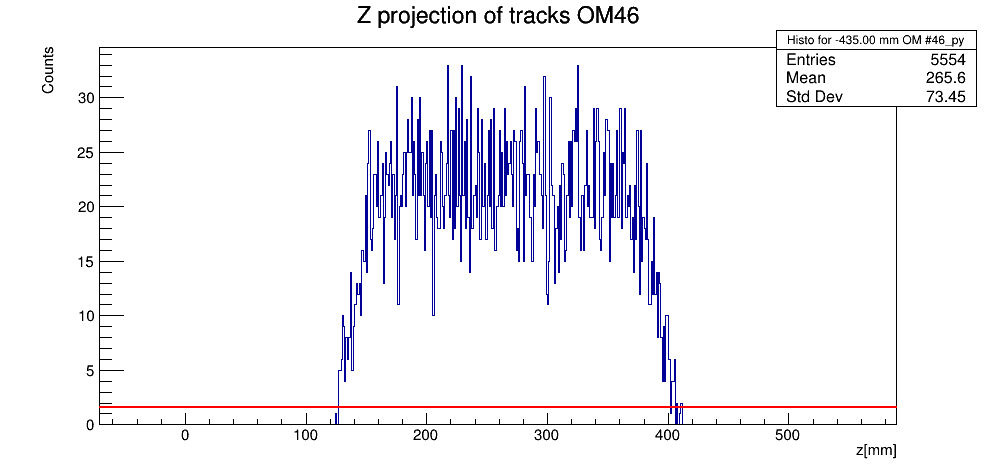 Z projection of tracks OM46
Histo for -435.00 mm OM #46_py
Entries 5554
Mean 265.6
Std Dev 73.45
Counts
30
25
20
15
10
5
0
0 100 200 300 400 500
z[mm]